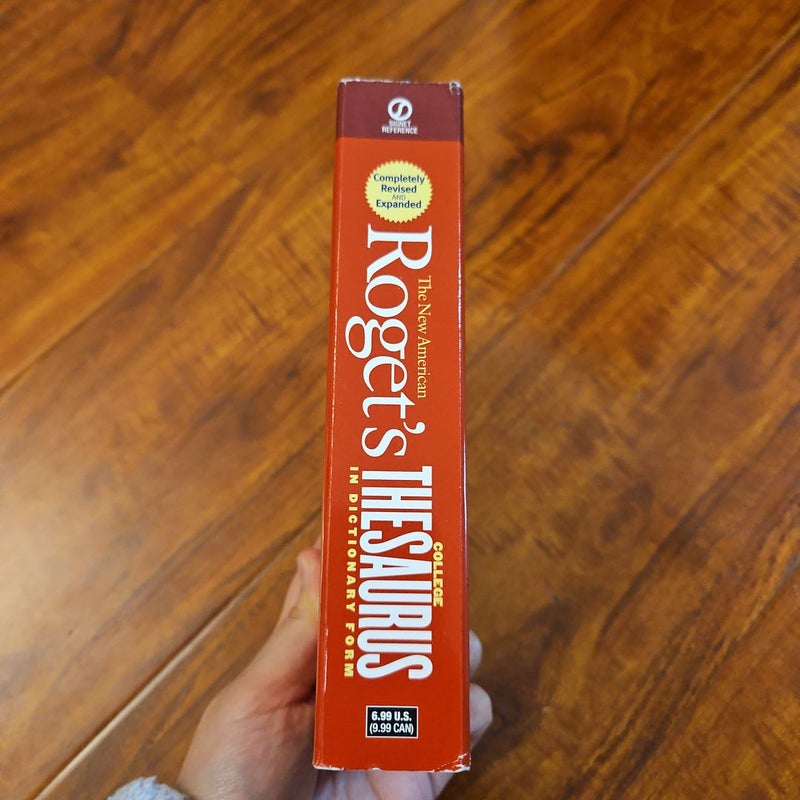 SIGNET
REFERENCE
Completely
Revised
AND
Expanded
The New American
Roget's
COLLEGE
THESAURUS
IN DICTIONARY FORM
6.99 U.S.
(9.99 CAN)